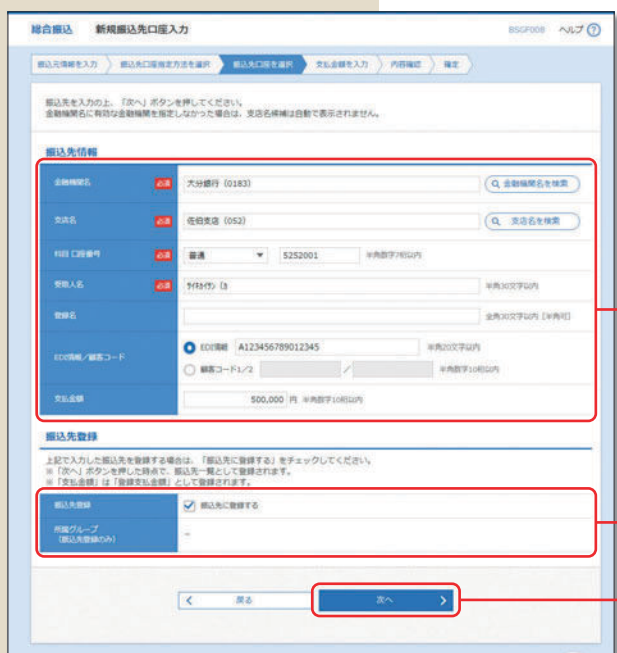 総合振込 新規振込先口座入力 BSGF008 ヘルプ ?
振込元情報を入力 振込先口座指定方法を選択 振込先口座を選択 支払金額を入力 内容確認 確定
振込先を入力の上、「次へ」ボタンを押してください。
金融機関名に有効な金融機関を指定しなかった場合は、支店名候補は自動で表示されません。
振込先情報
金融機関名 必須 大分銀行 (0183) 金融機関名を検索
支店名 必須 佐伯支店 (052) 支店名を検索
科目 口座番号 必須 普通 5252001 半角数字7桁以内
受取人名 必須 半角30文字以内
登録名 全角30文字以内 [半角可]
EDI情報/顧客コード EDI情報 A123456789012345 半角20文字以内
顧客コード1/2 / 半角数字10桁以内
支払金額 500,000 円 半角数字10桁以内
振込先登録
上記で入力した振込先を登録する場合は、「振込先に登録する」をチェックしてください。
※「次へ」ボタンを押した時点で、振込先一覧として登録されます。
※「支払金額」は「登録支払金額」として登録されます。
振込先登録 振込先に登録する
所属グループ
(振込先登録のみ) -
戻る 次へ